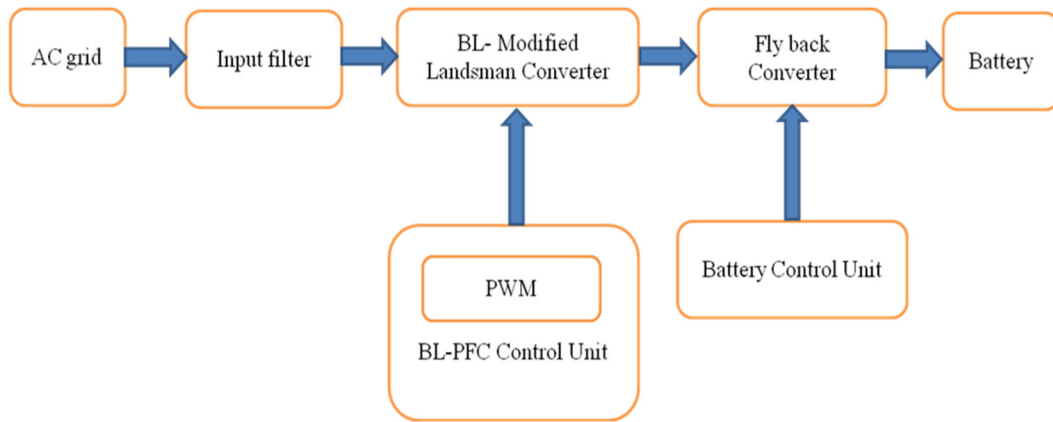 AC grid
Input filter
BL- Modified
Landsman Converter
Fly back
Converter
Battery
PWM
BL-PFC Control Unit
Battery Control Unit